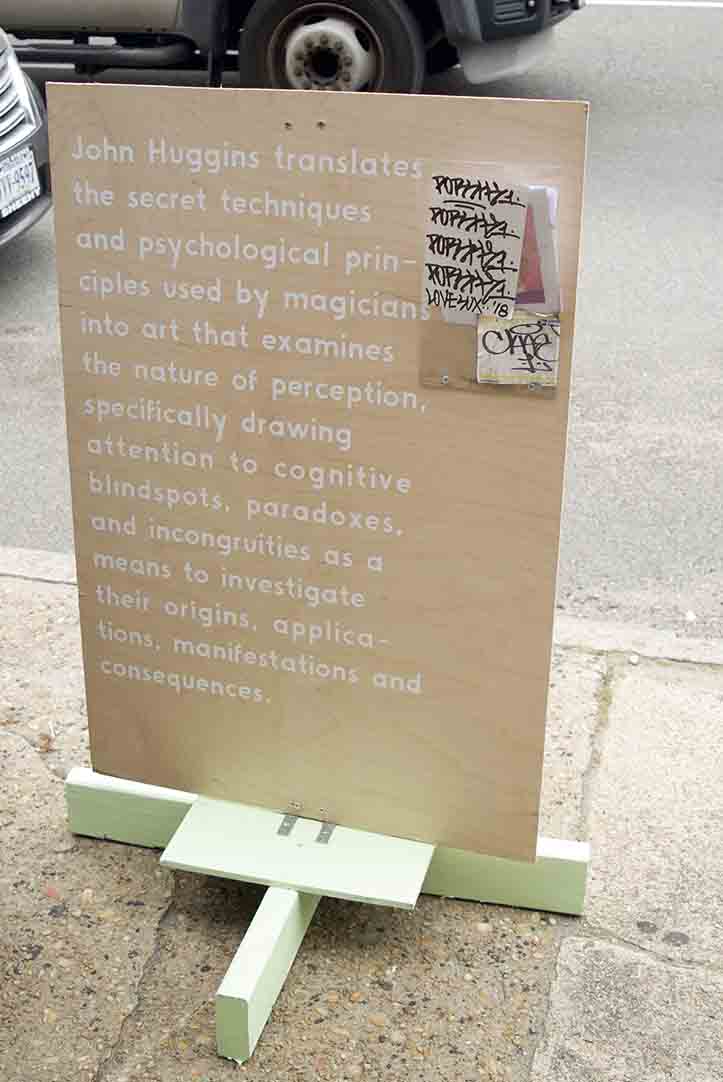 John Huggins translates
the secret techniques
and psychological prin-
ciples used by magicians
into art that examines
the nature of perception,
specifically drawing
attention to cognitive
blindspots, paradoxes,
and incongruities as a
means to investigate
their origins, applica-
tions, manifestations and
consequences.
LOVESUX '18